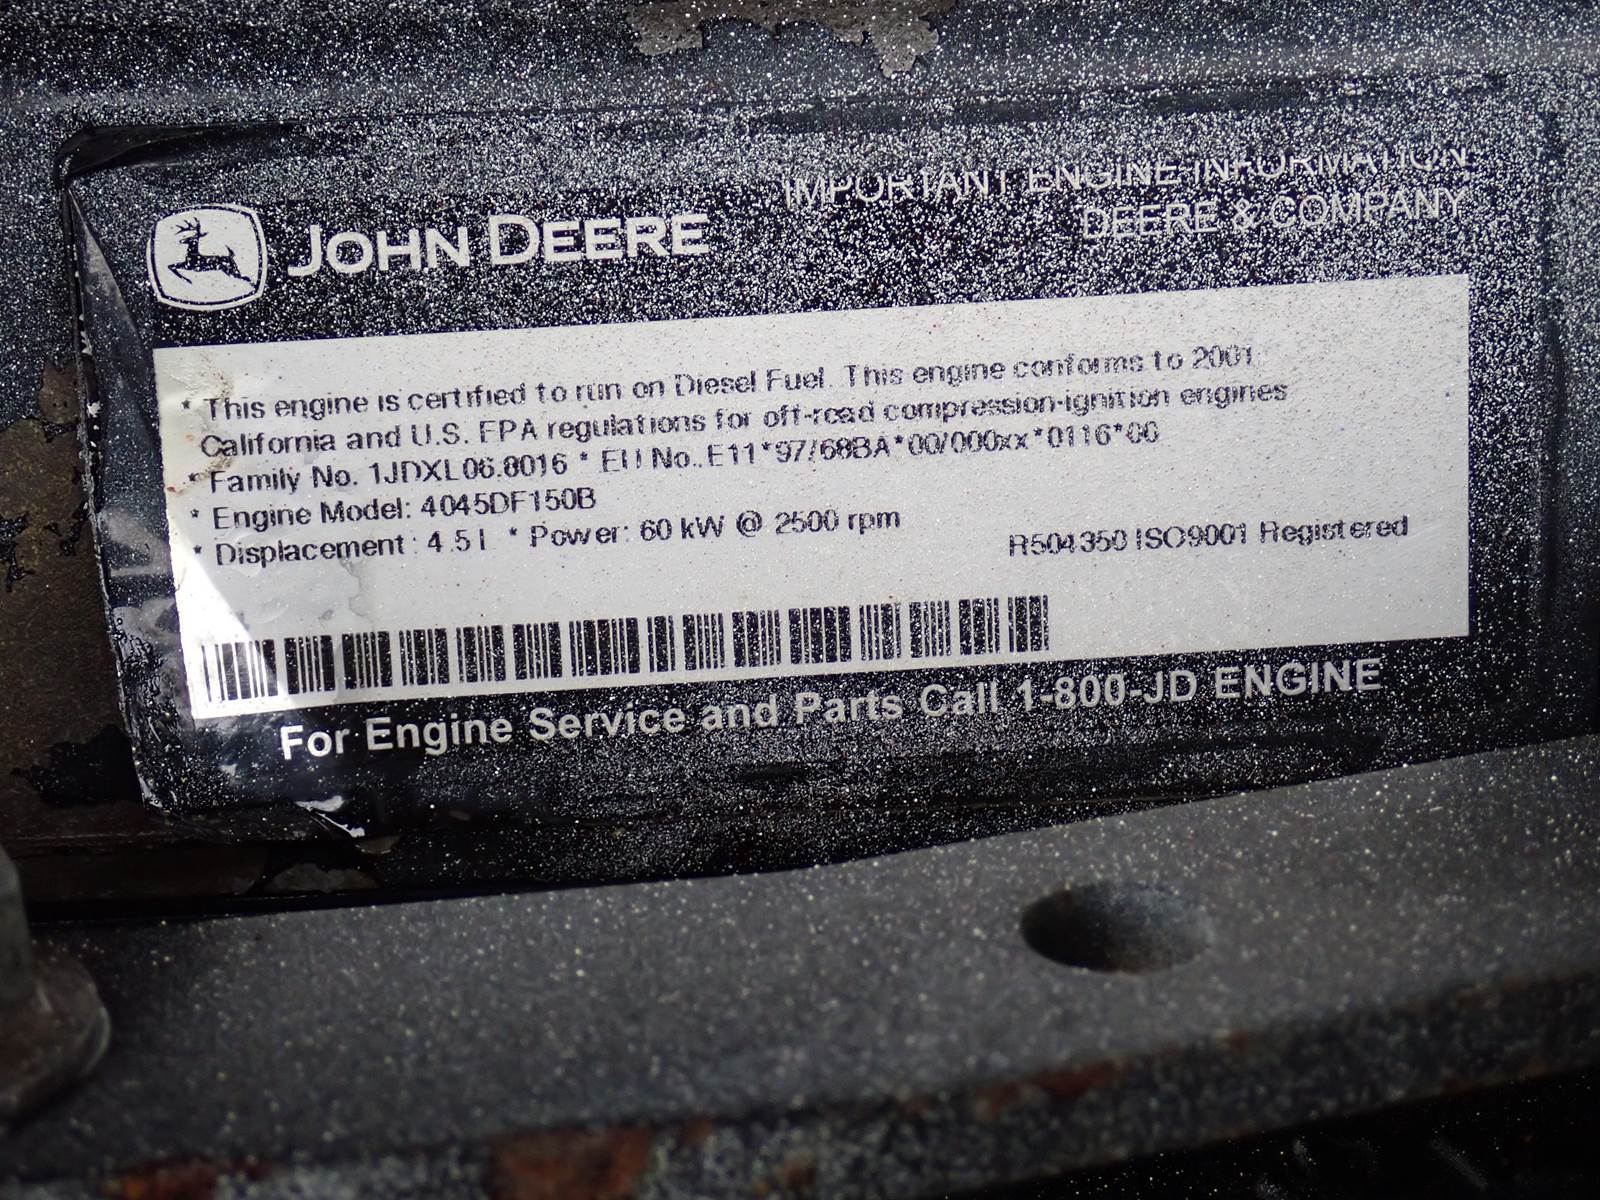 JOHN DEERE
IMPORTANT ENGINE INFORMATION
DEERE & COMPANY
* This engine is certified to run on Diesel Fuel. This engine conforms to 2001
California and U.S. EPA regulations for off-road compression-ignition engines
* Family No. 1JDXL06.8016 * EU No. E11*97/68BA*00/000xx*0116*00
* Engine Model: 4045DF150B
* Displacement: 4.5 l * Power: 60 kW @ 2500 rpm
R504350 ISO9001 Registered
For Engine Service and Parts Call 1-800-JD ENGINE